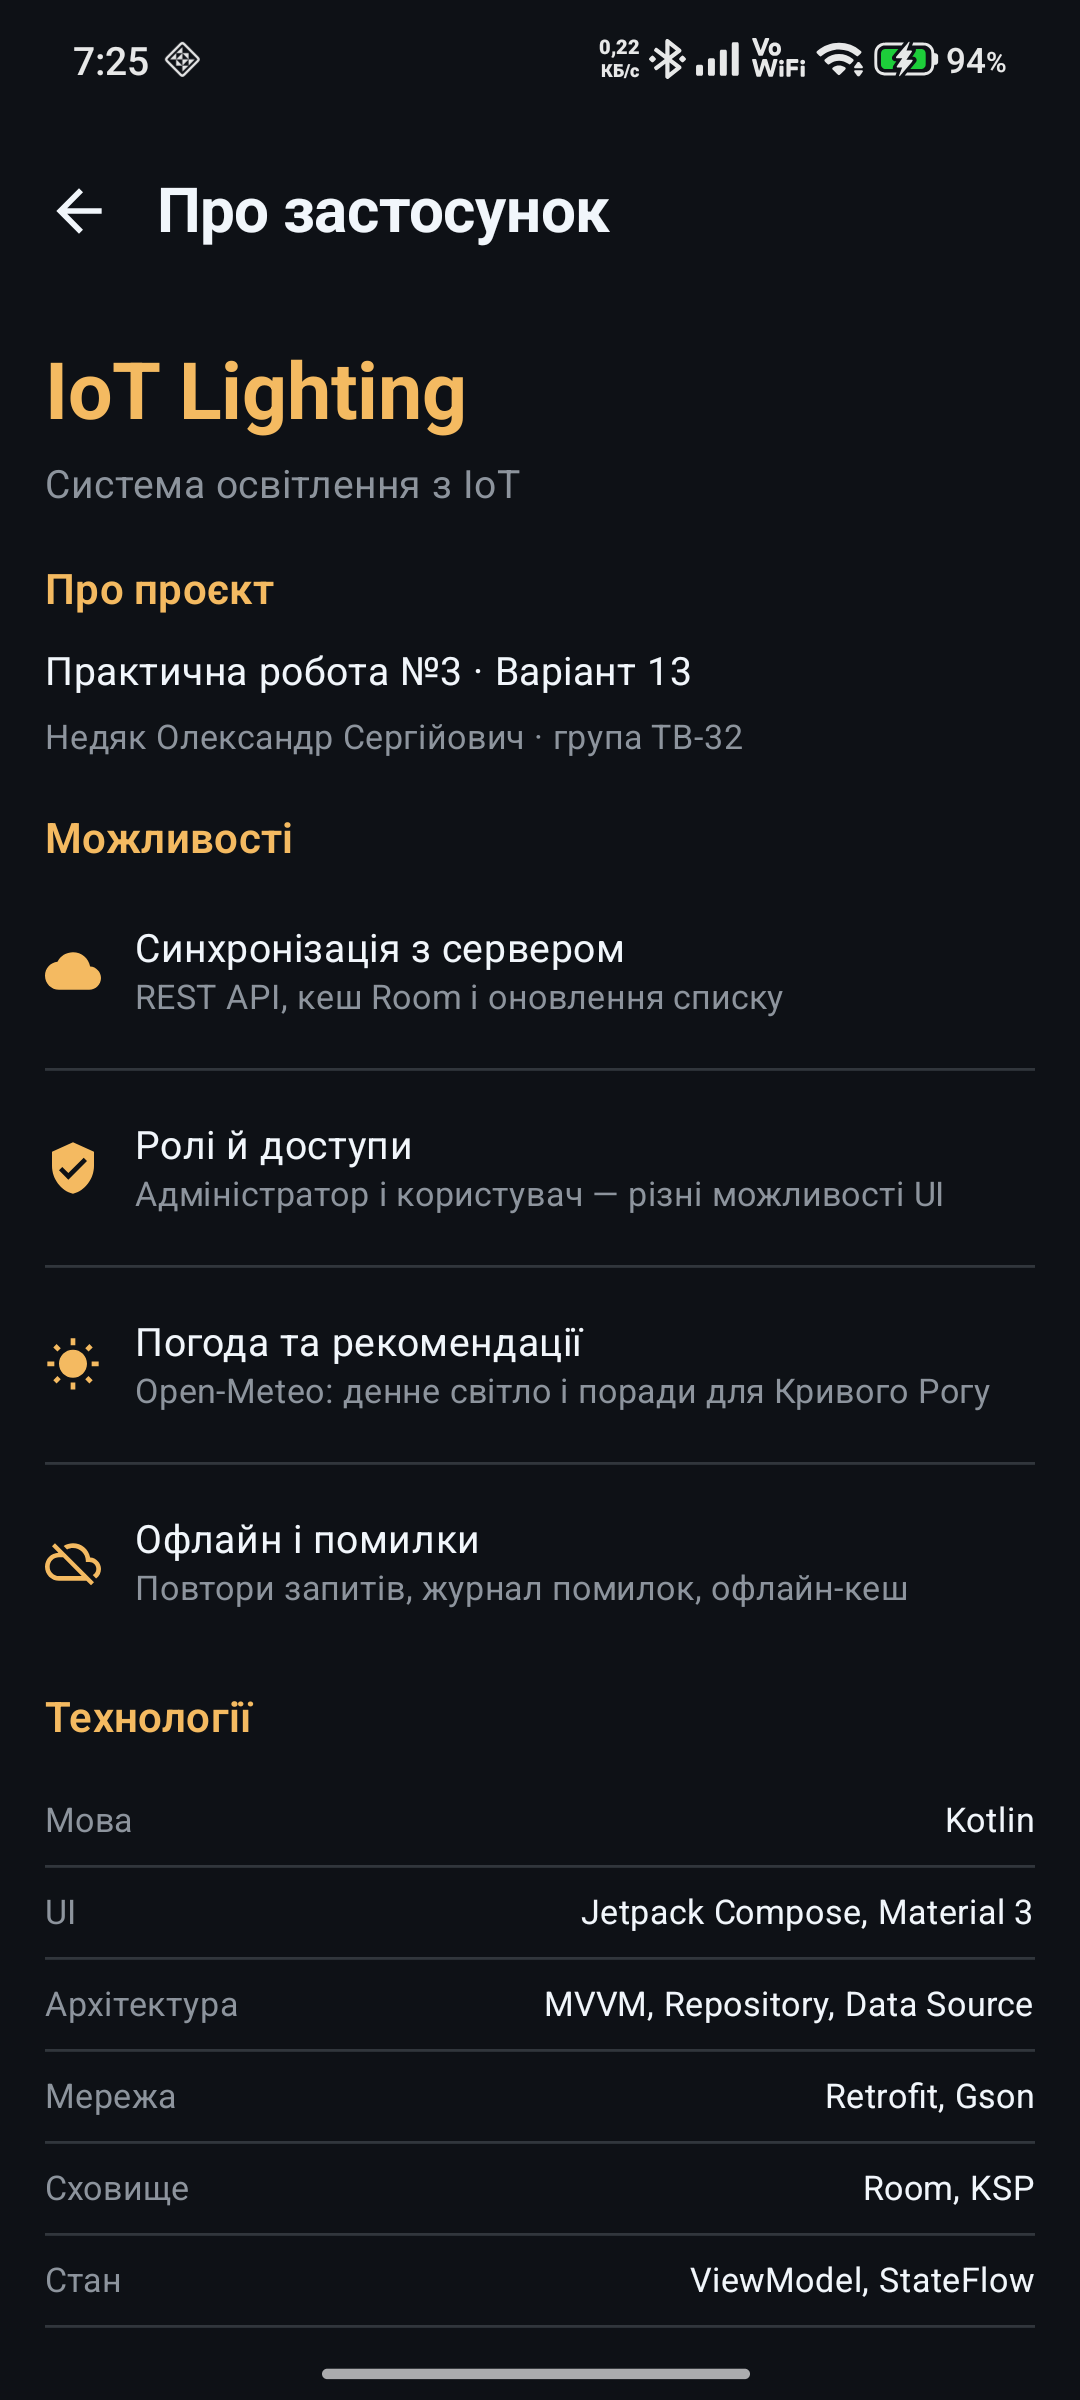 7:25
0,22
КБ/с
Vo
WiFi
94%
Про застосунок
IoT Lighting
Система освітлення з IoT
Про проєкт
Практична робота №3 · Варіант 13
Недяк Олександр Сергійович · група ТВ-32
Можливості
Синхронізація з сервером
REST API, кеш Room і оновлення списку
Ролі й доступи
Адміністратор і користувач — різні можливості UI
Погода та рекомендації
Open-Meteo: денне світло і поради для Кривого Рогу
Офлайн і помилки
Повтори запитів, журнал помилок, офлайн-кеш
Технології
Мова Kotlin
UI Jetpack Compose, Material 3
Архітектура MVVM, Repository, Data Source
Мережа Retrofit, Gson
Сховище Room, KSP
Стан ViewModel, StateFlow